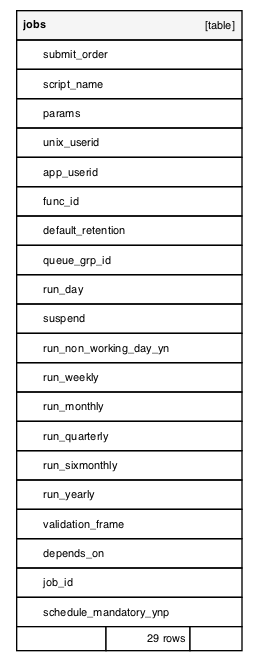 jobs [table]
submit_order
script_name
params
unix_userid
app_userid
func_id
default_retention
queue_grp_id
run_day
suspend
run_non_working_day_yn
run_weekly
run_monthly
run_quarterly
run_sixmonthly
run_yearly
validation_frame
depends_on
job_id
schedule_mandatory_ynp
29 rows